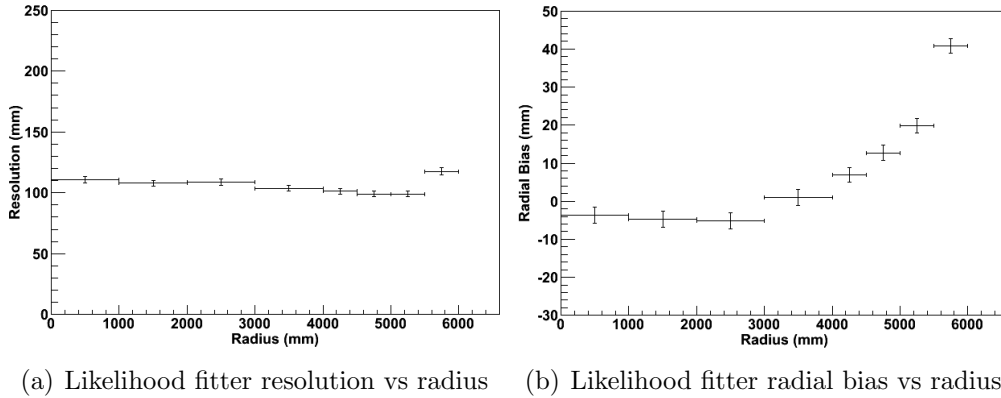 250
200
150
100
50
0
Resolution (mm)
0 1000 2000 3000 4000 5000 6000
Radius (mm)
(a) Likelihood fitter resolution vs radius
50
40
30
20
10
0
-10
-20
-30
Radial Bias (mm)
0 1000 2000 3000 4000 5000 6000
Radius (mm)
(b) Likelihood fitter radial bias vs radius